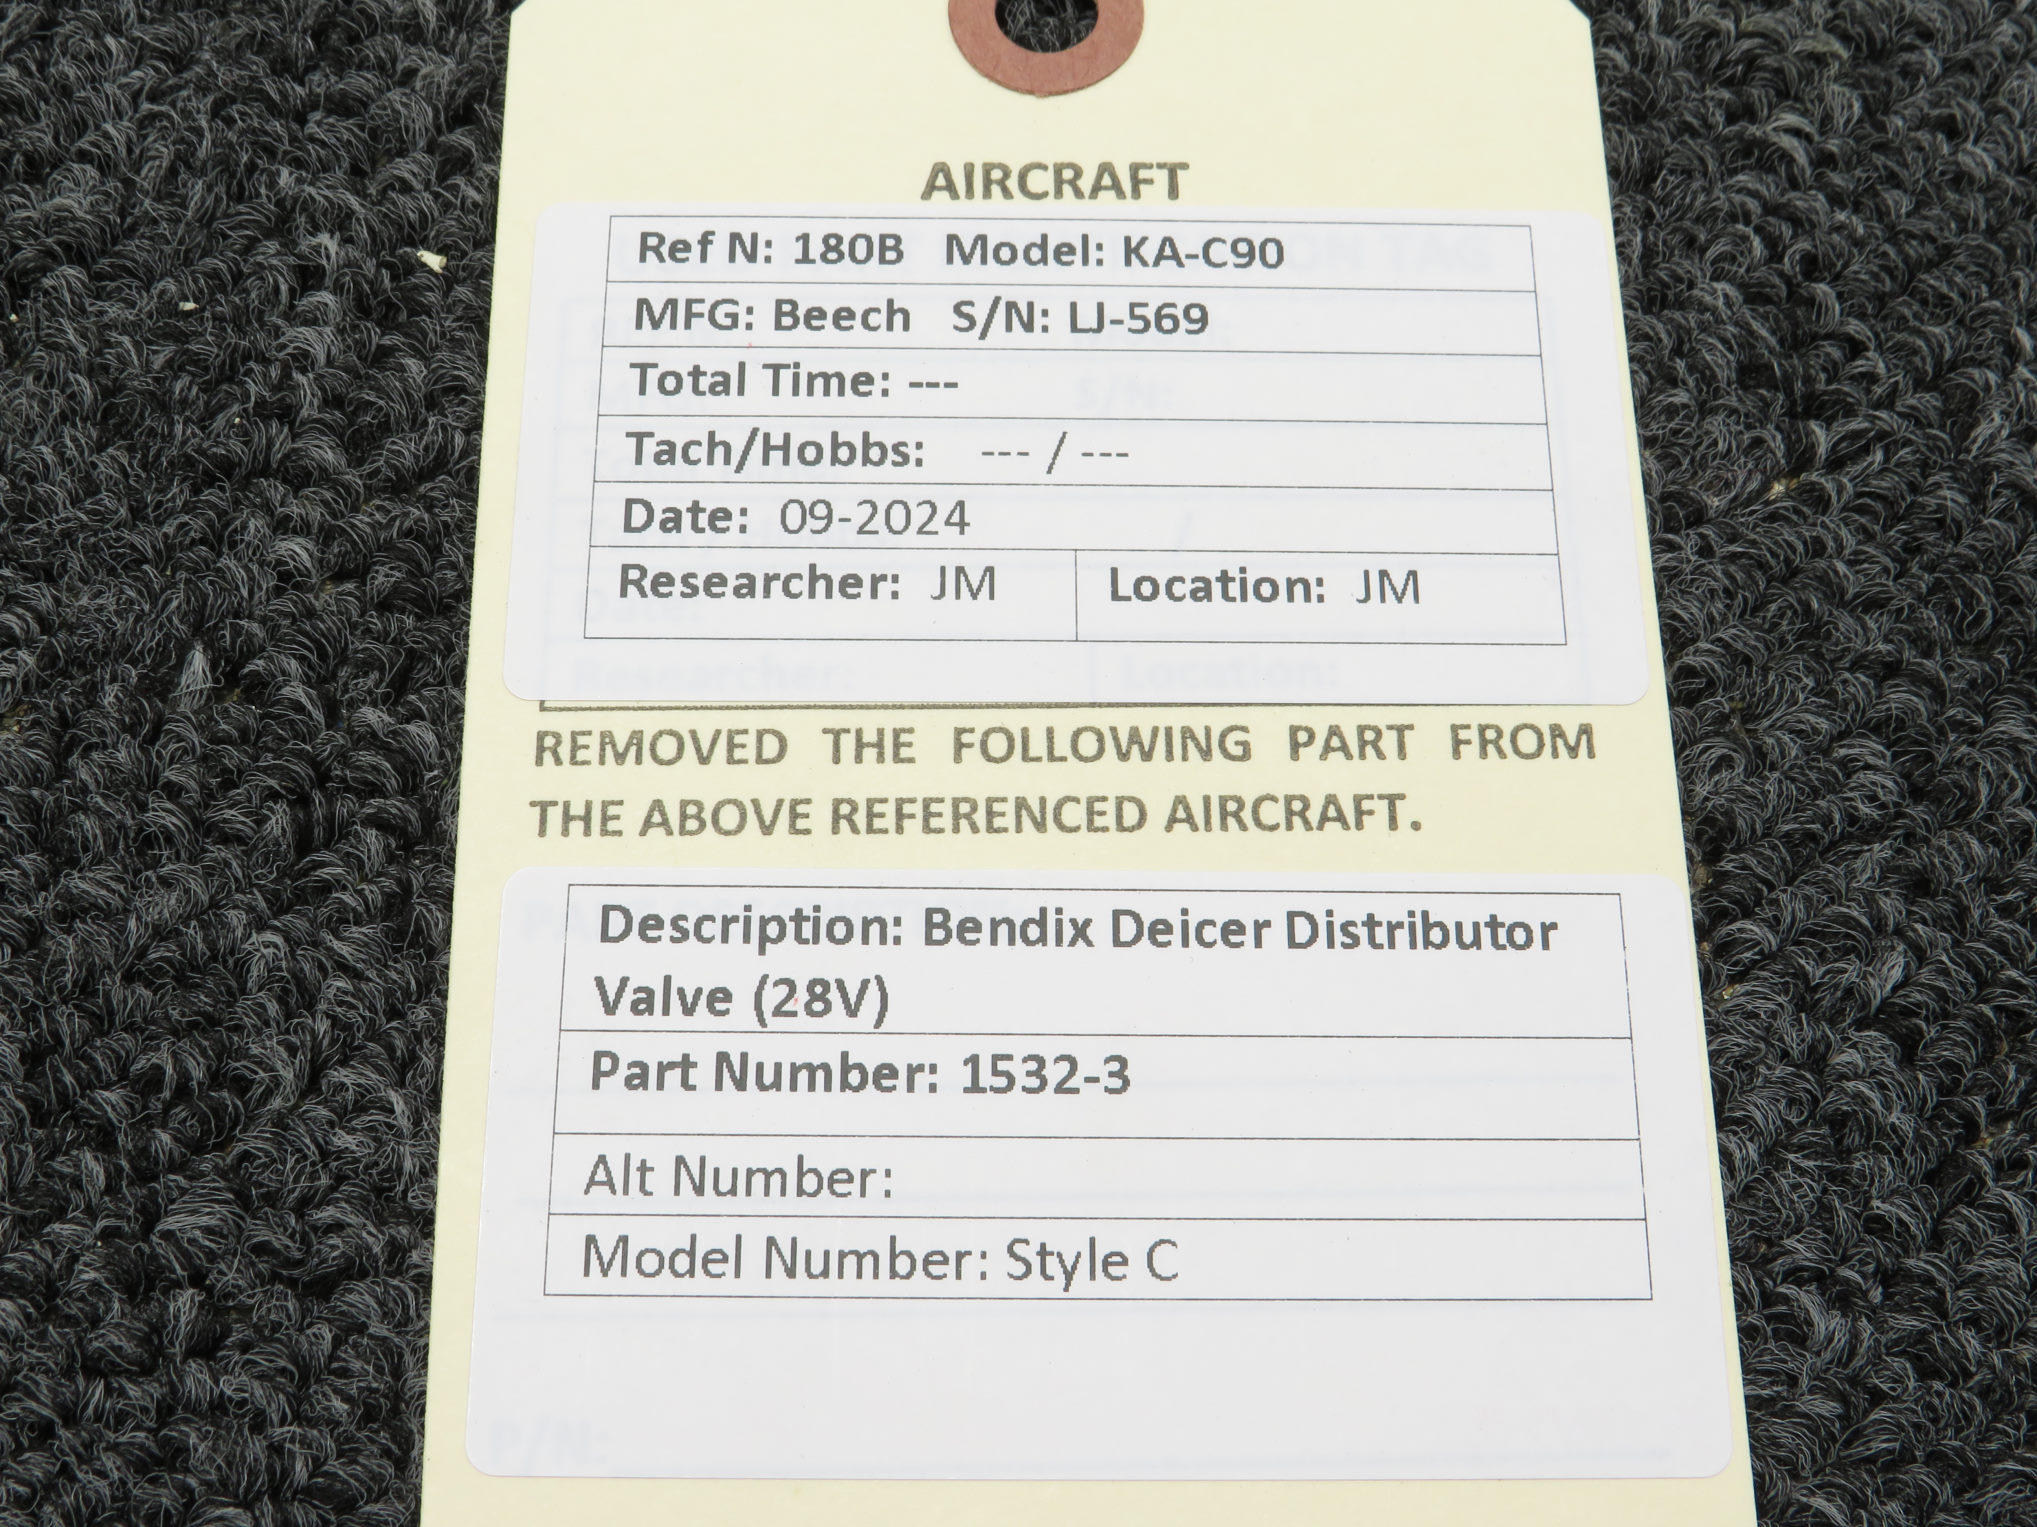 AIRCRAFT
Ref N: 180B Model: KA-C90
MFG: Beech S/N: LJ-569
Total Time: ---
Tach/Hobbs: --- / ---
Date: 09-2024
Researcher: JM Location: JM
Researcher: Location:
REMOVED THE FOLLOWING PART FROM
THE ABOVE REFERENCED AIRCRAFT.
Description: Bendix Deicer Distributor
Valve (28V)
Part Number: 1532-3
Alt Number:
Model Number: Style C
P/N: